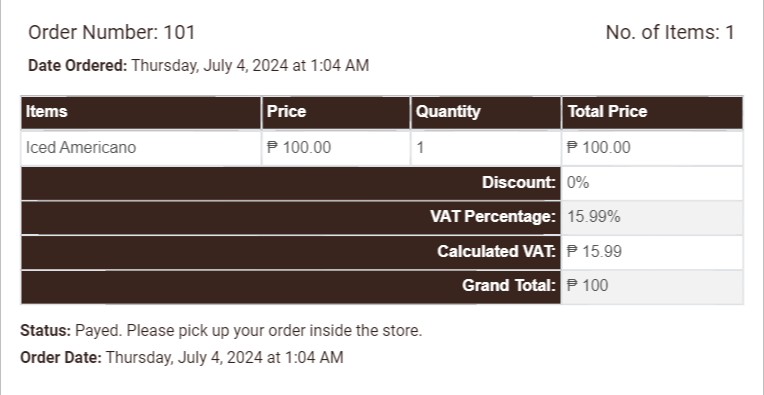 Order Number: 101 No. of Items: 1
Date Ordered: Thursday, July 4, 2024 at 1:04 AM
Items Price Quantity Total Price
Iced Americano ₱ 100.00 1 ₱ 100.00
Discount: 0%
VAT Percentage: 15.99%
Calculated VAT: ₱ 15.99
Grand Total: ₱ 100
Status: Payed. Please pick up your order inside the store.
Order Date: Thursday, July 4, 2024 at 1:04 AM